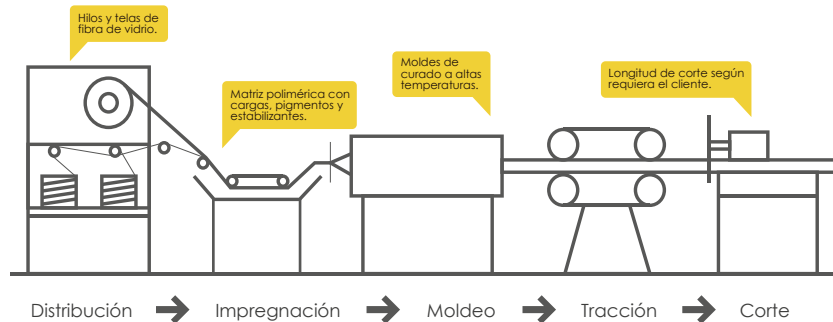 Hilos y telas de
fibra de vidrio.
Matriz polimérica con
cargas, pigmentos y
estabilizantes.
Moldes de
curado a altas
temperaturas.
Longitud de corte según
requiera el cliente.
Distribución → Impregnación → Moldeo → Tracción → Corte